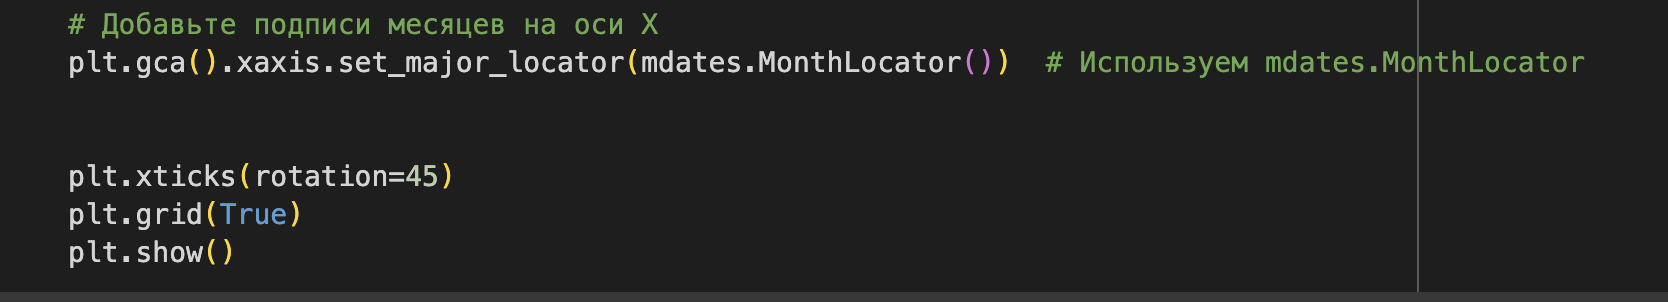 # Добавьте подписи месяцев на оси X
plt.gca().xaxis.set_major_locator(mdates.MonthLocator())  # Используем mdates.MonthLocator
plt.xticks(rotation=45)
plt.grid(True)
plt.show()